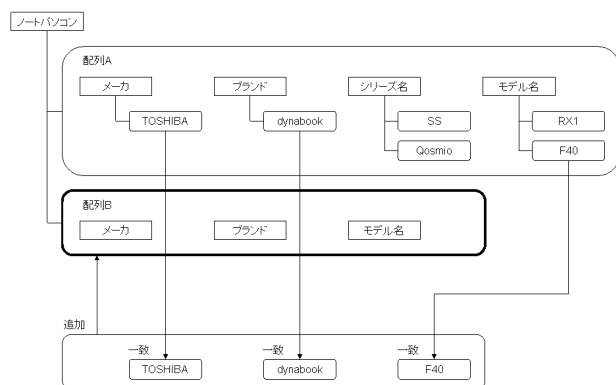 ノートパソコン
配列A
メーカ
ブランド
シリーズ名
モデル名
TOSHIBA
dynabook
SS
RX1
Qosmio
F40
配列B
メーカ
ブランド
モデル名
追加
一致
一致
一致
TOSHIBA
dynabook
F40